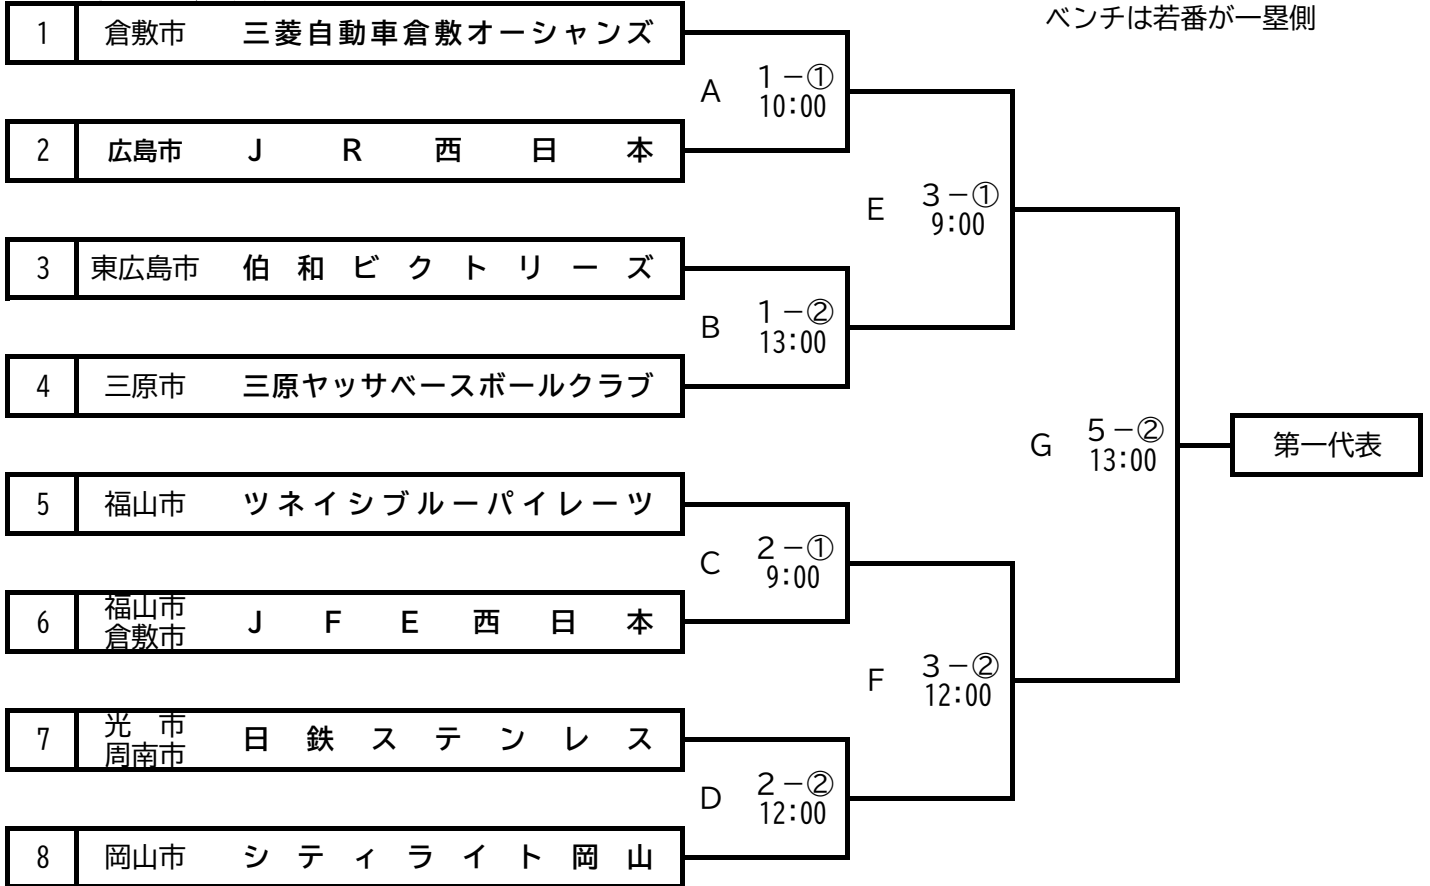 ベンチは若番が一塁側
1 倉敷市 三菱自動車倉敷オーシャンズ
A 1－①
10:00
2 広島市 JR西日本
E 3－①
9:00
3 東広島市 伯和ビクトリーズ
B 1－②
13:00
4 三原市 三原ヤッサベースボールクラブ
G 5－②
13:00
第一代表
5 福山市 ツネイシブルーパイレーツ
C 2－①
9:00
6 福山市
倉敷市
JFE西日本
F 3－②
12:00
7 光 市
周南市
日鉄ステンレス
D 2－②
12:00
8 岡山市 シティライト岡山